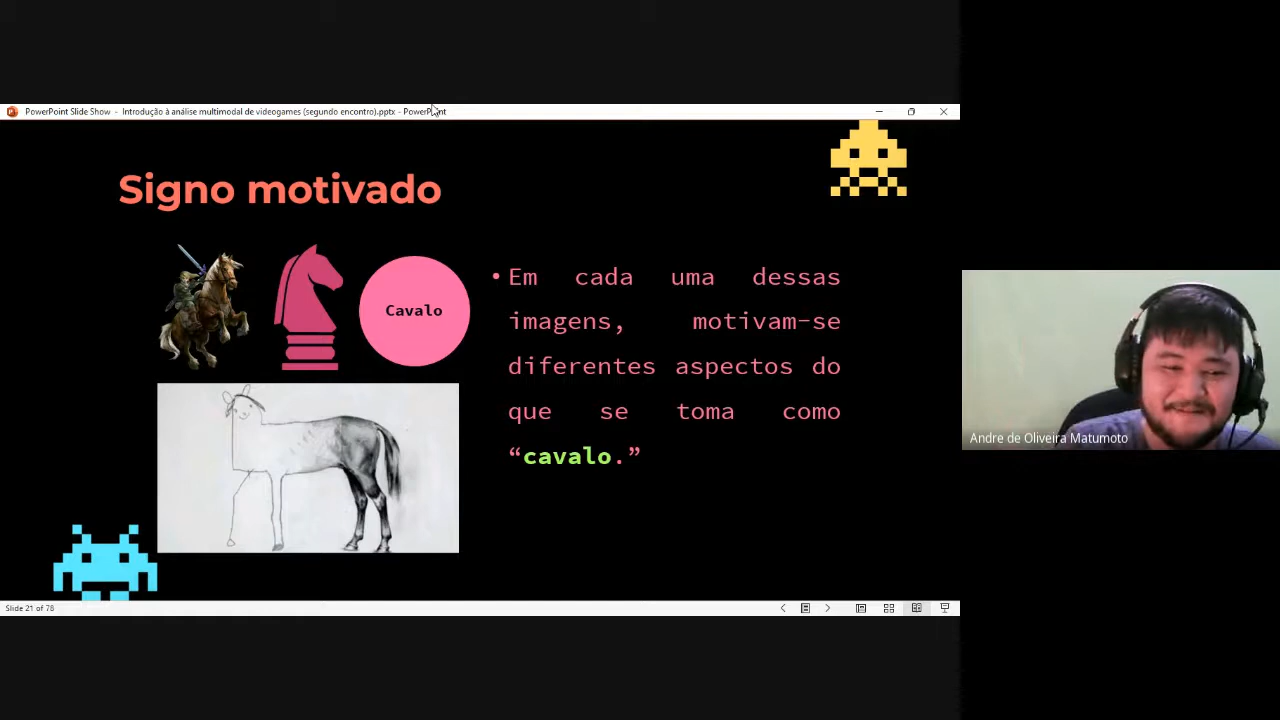 PowerPoint Slide Show - Introdução à análise multimodal de videogames (segundo encontro).pptx - PowerPoint
Signo motivado
Cavalo
• Em cada uma dessas
imagens, motivam-se
diferentes aspectos do
que se toma como
“cavalo.”
Andre de Oliveira Matumoto
Slide 21 of 78